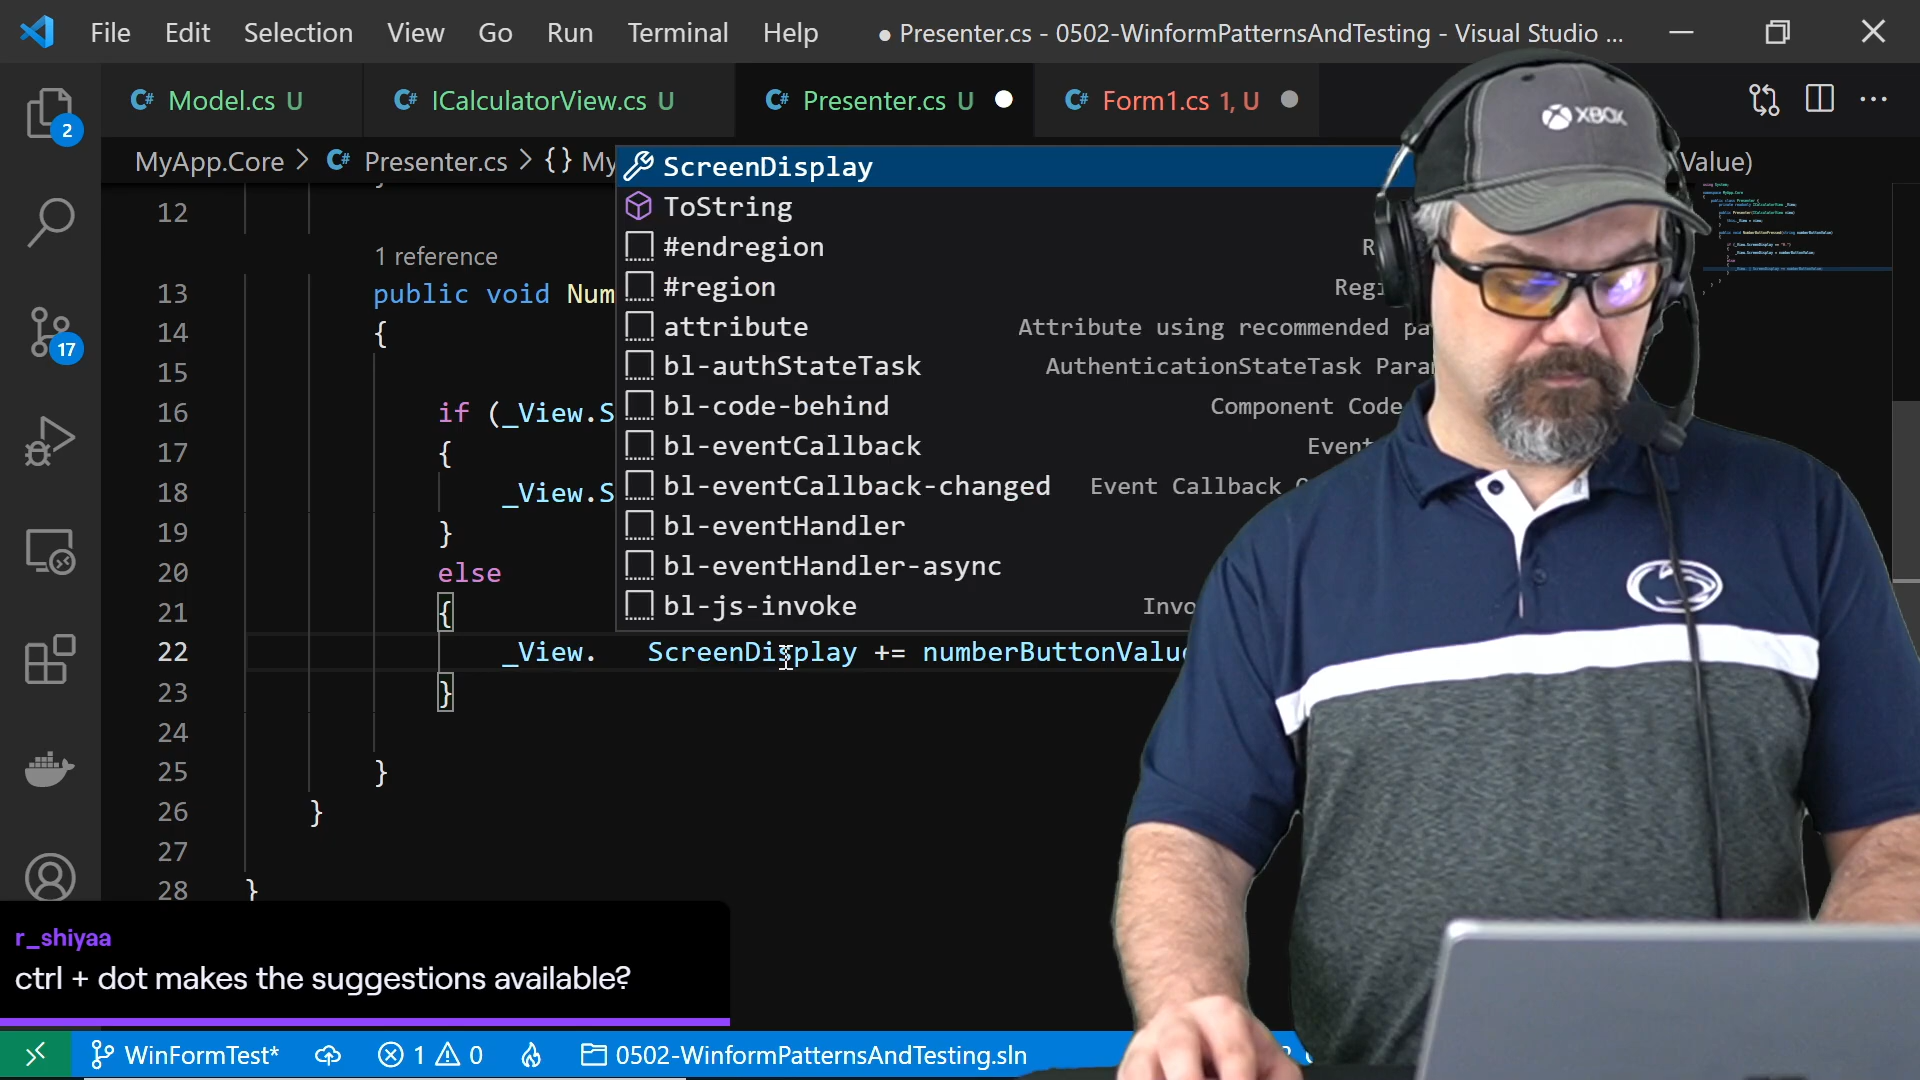 File Edit Selection View Go Run Terminal Help ● Presenter.cs - 0502-WinformPatternsAndTesting - Visual Studio ...
C# Model.cs U C# ICalculatorView.cs U C# Presenter.cs U C# Form1.cs 1, U
MyApp.Core > C# Presenter.cs > {} My Value)
2
17
XBOX
ScreenDisplay
ToString
#endregion
#region Regi
attribute Attribute using recommended pa
bl-authStateTask AuthenticationStateTask Para
bl-code-behind Component Code
bl-eventCallback Event
bl-eventCallback-changed Event Callback
bl-eventHandler
bl-eventHandler-async
bl-js-invoke Invo
12
1 reference
13 public void Num
14 {
15
16 if (_View.S
17 {
18 _View.S
19 }
20 else
21 {
22 _View. ScreenDisplay += numberButtonValue
23 }
24
25 }
26 }
27
28 }
r_shiyaa
ctrl + dot makes the suggestions available?
WinFormTest* 1 0 0502-WinformPatternsAndTesting.sln